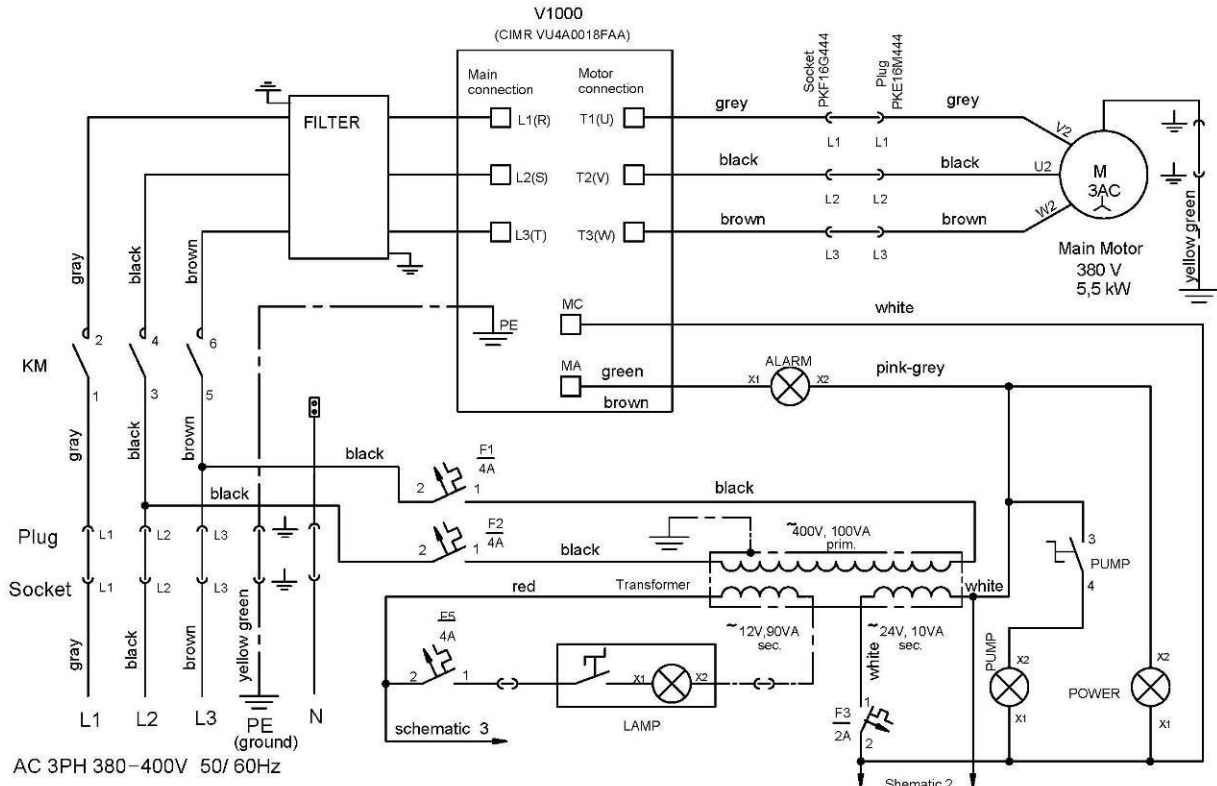 V1000
(CIMR VU4A0018FAA)
Main
connection
Motor
connection
Socket
PKF16G444
Plug
PKE16M444
FILTER
L1(R)
T1(U)
grey
grey
L1
L1
V2
L2(S)
T2(V)
black
black
L2
L2
U2
M
3AC
L3(T)
T3(W)
brown
brown
L3
L3
W2
yellow green
Main Motor
380 V
5,5 kW
gray
black
brown
PE
MC
white
KM
2
4
6
1
3
5
MA
green
brown
X1
ALARM
X2
pink-grey
gray
black
brown
black
F1
4A
2
1
black
black
F2
4A
2
1
black
~400V, 100VA
prim.
3
PUMP
4
Plug
L1
L2
L3
Socket
L1
L2
L3
red
Transformer
white
~12V,90VA
sec.
~24V, 10VA
sec.
gray
black
brown
yellow green
F5
4A
2
1
X1
X2
LAMP
white
1
F3
2A
2
PUMP
X2
X1
POWER
X2
X1
L1
L2
L3
PE
(ground)
N
schematic 3
AC 3PH 380–400V 50/ 60Hz
Shematic 2